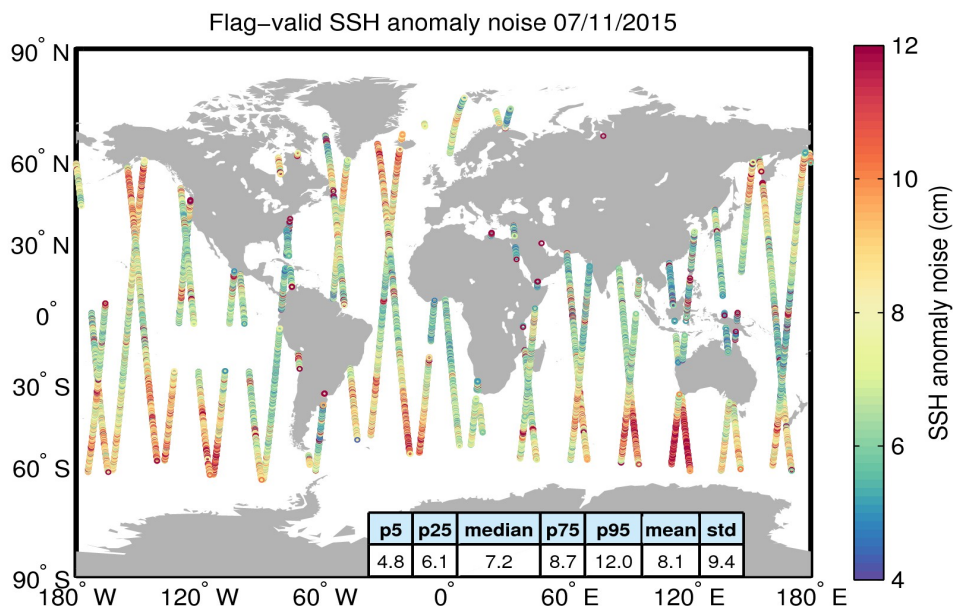 Flag−valid SSH anomaly noise 07/11/2015
90° N
60° N
30° N
0°
30° S
60° S
90° S
180° W 120° W 60° W 0° 60° E 120° E 180° E
p5 p25 median p75 p95 mean std
4.8 6.1 7.2 8.7 12.0 8.1 9.4
12
10
8
6
4
SSH anomaly noise (cm)